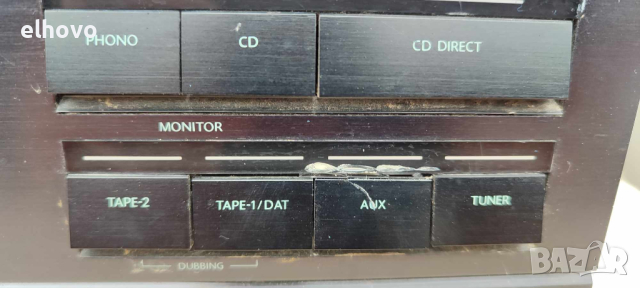 elhovo
PHONO CD CD DIRECT
MONITOR
TAPE-2 TAPE-1/DAT AUX TUNER
DUBBING
BAZAR